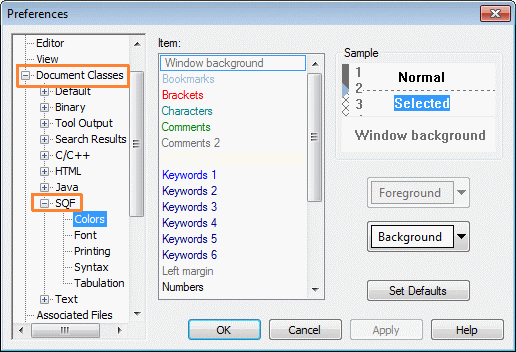 Preferences
Editor
View
Document Classes
Default
Binary
Tool Output
Search Results
C/C++
HTML
Java
SQF
Colors
Font
Printing
Syntax
Tabulation
Text
Associated Files
Item:
Window background
Bookmarks
Brackets
Characters
Comments
Comments 2
Keywords 1
Keywords 2
Keywords 3
Keywords 4
Keywords 5
Keywords 6
Left margin
Numbers
Sample
1 Normal
2
3 Selected
Window background
Foreground
Background
Set Defaults
OK
Cancel
Apply
Help